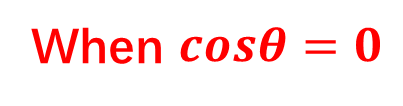 When cosθ = 0